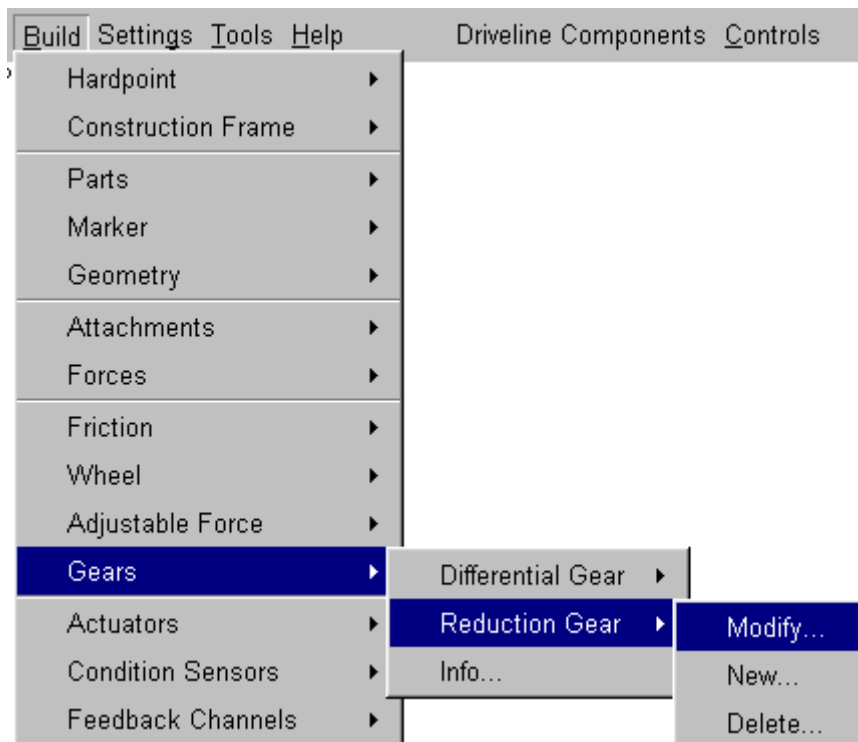 Build Settings Tools Help Driveline Components Controls
Hardpoint
Construction Frame
Parts
Marker
Geometry
Attachments
Forces
Friction
Wheel
Adjustable Force
Gears
Differential Gear
Actuators
Reduction Gear
Modify...
Condition Sensors
Info...
New...
Feedback Channels
Delete...